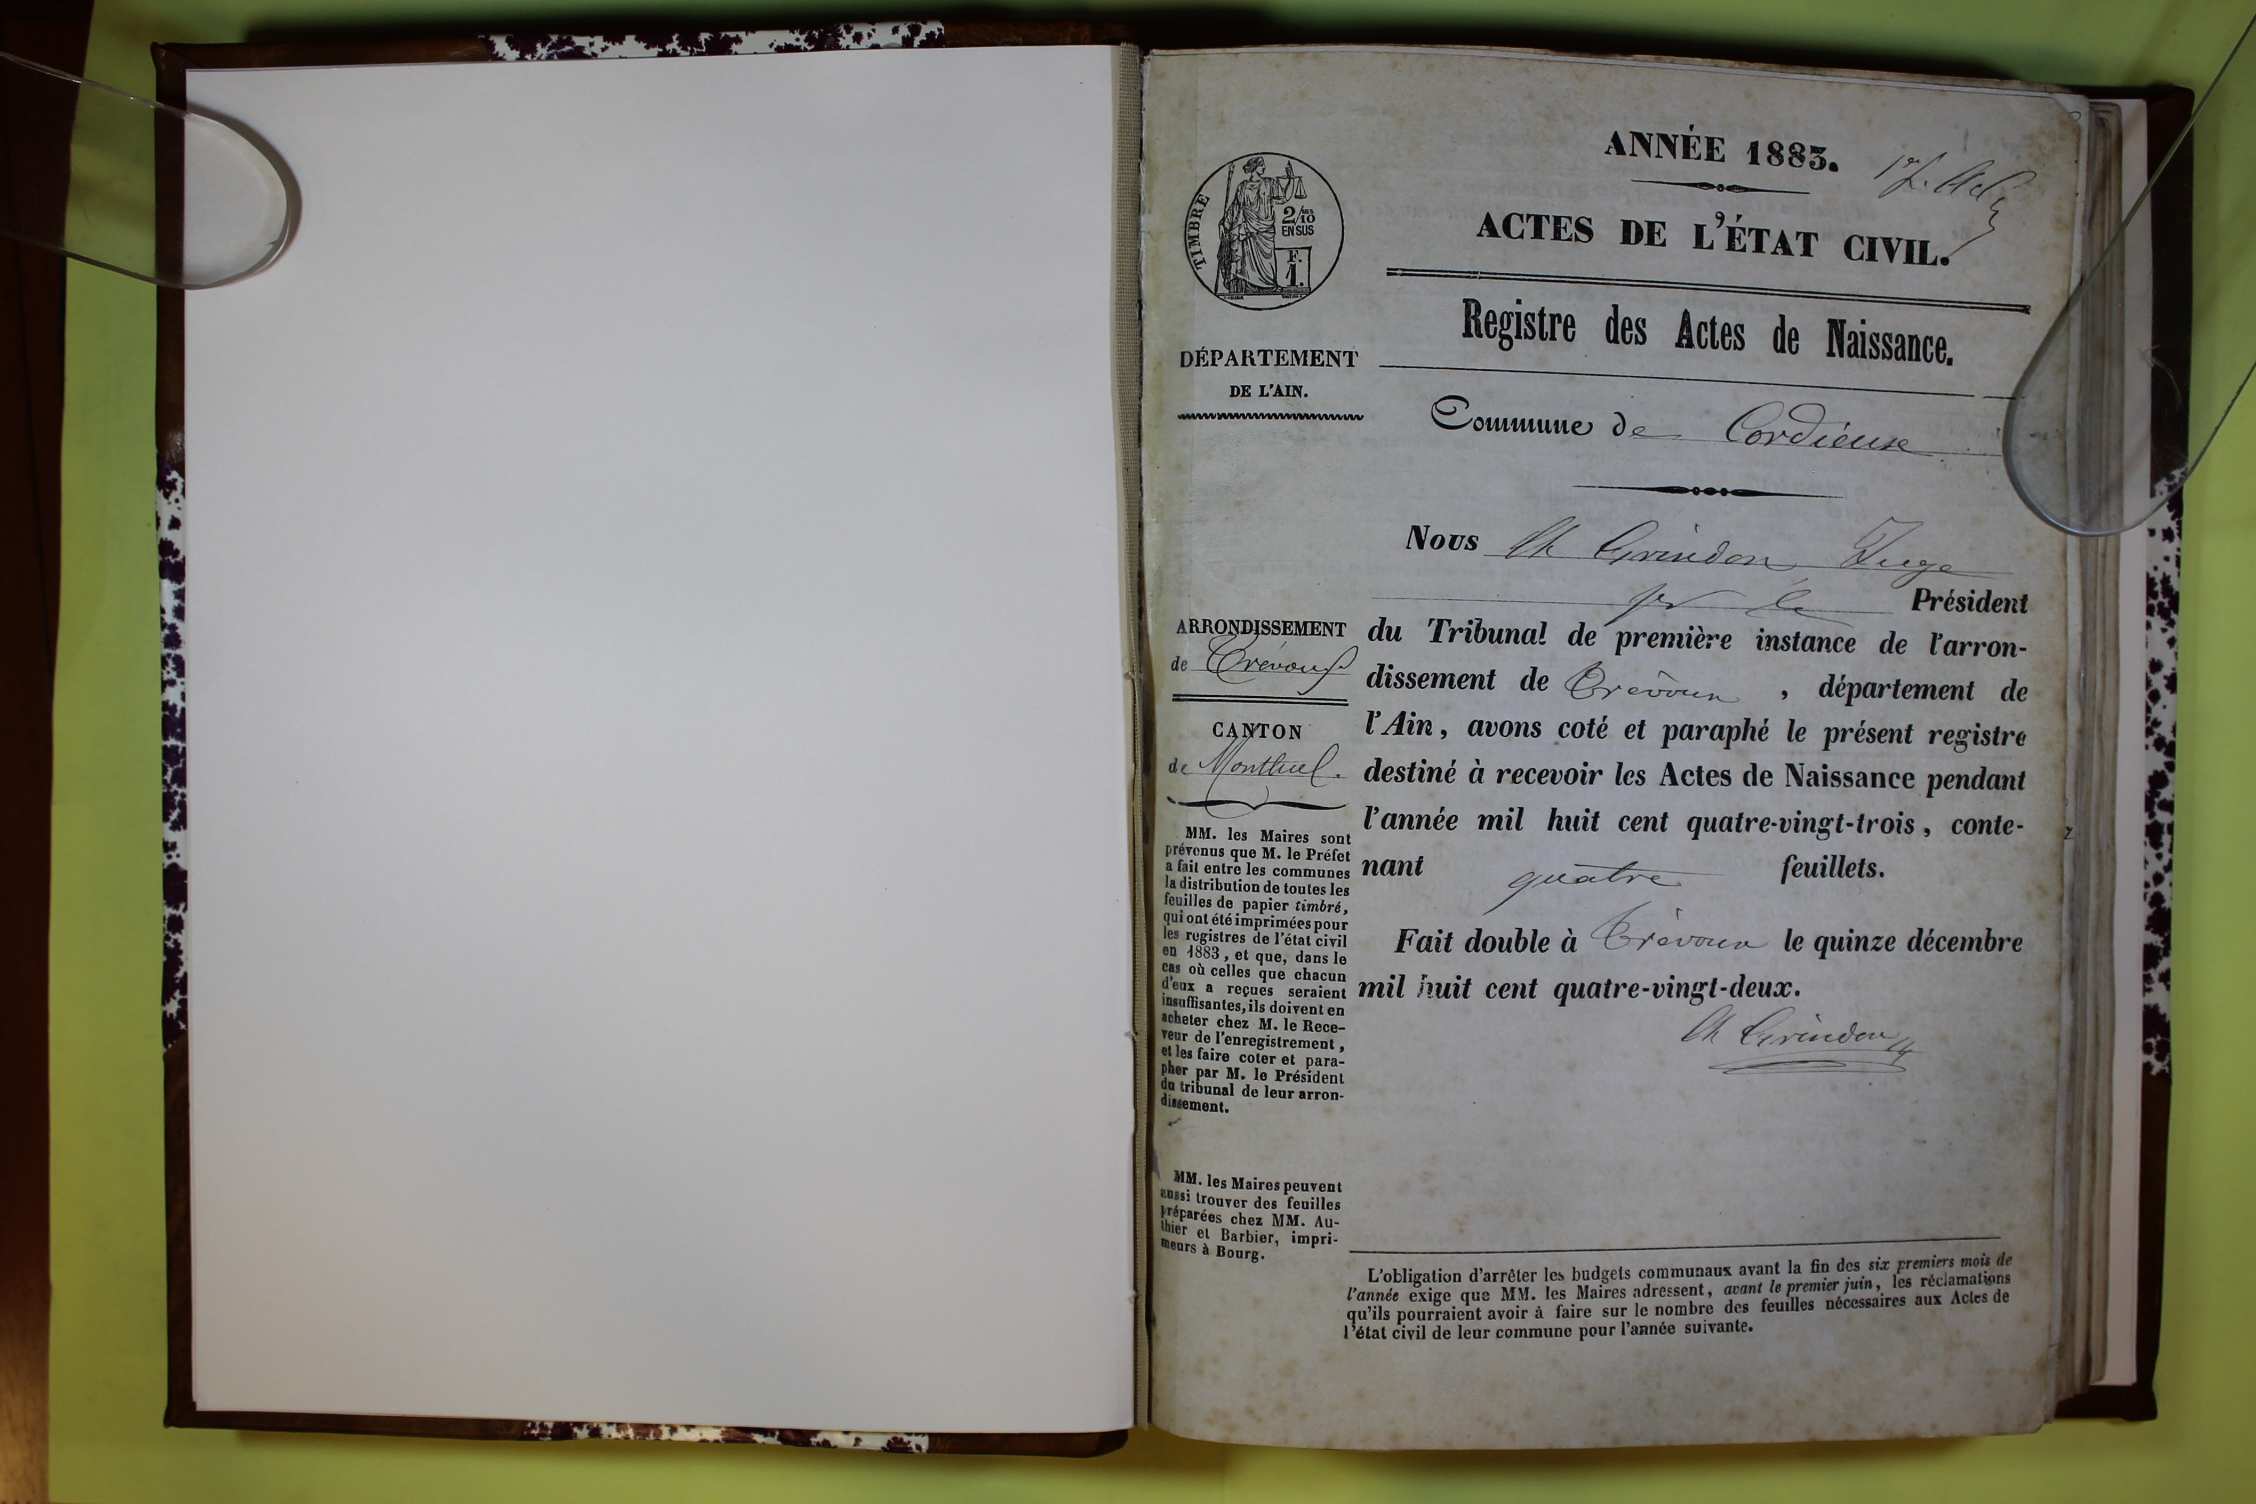 ANNÉE 1883.
TIMBRE
2/10 EN SUS
F. 1.
ACTES DE L'ÉTAT CIVIL.
Registre des Actes de Naissance.
DÉPARTEMENT
DE L'AIN.
Commune de Cordieux
ARRONDISSEMENT
de Trévoux
CANTON
de Montluel.
MM. les Maires sont
prévenus que M. le Préfet
a fait entre les communes
la distribution de toutes les
feuilles de papier timbré,
qui ont été imprimées pour
les registres de l'état civil
en 1883, et que, dans le
cas où celles que chacun
d'eux a reçues seraient
insuffisantes, ils doivent en
acheter chez M. le Rece-
veur de l'enregistrement,
et les faire coter et para-
pher par M. le Président
du tribunal de leur arron-
dissement.
MM. les Maires peuvent
aussi trouver des feuilles
préparées chez MM. Au-
thier et Barbier, impri-
meurs à Bourg.
Nous Ch Grindon Juge
pr le Président
du Tribunal de première instance de l'arron-
dissement de Trévoux, département de
l'Ain, avons coté et paraphé le présent registre
destiné à recevoir les Actes de Naissance pendant
l'année mil huit cent quatre-vingt-trois, conte-
nant quatre feuillets.
Fait double à Trévoux le quinze décembre
mil huit cent quatre-vingt-deux.
Ch Grindon
L'obligation d'arrêter les budgets communaux avant la fin des six premiers mois de
l'année exige que MM. les Maires adressent, avant le premier juin, les réclamations
qu'ils pourraient avoir à faire sur le nombre des feuilles nécessaires aux Actes de
l'état civil de leur commune pour l'année suivante.